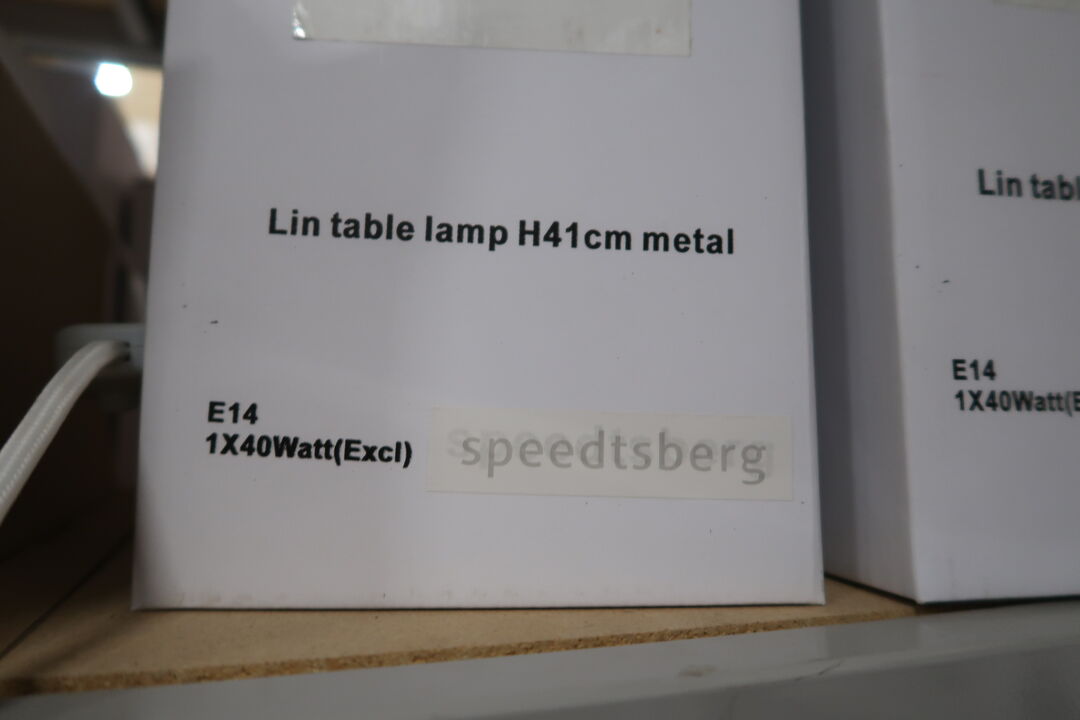 Lin table lamp H41cm metal
E14
1X40Watt(Excl)
speedtsberg
Lin tabl
E14
1X40Watt(E